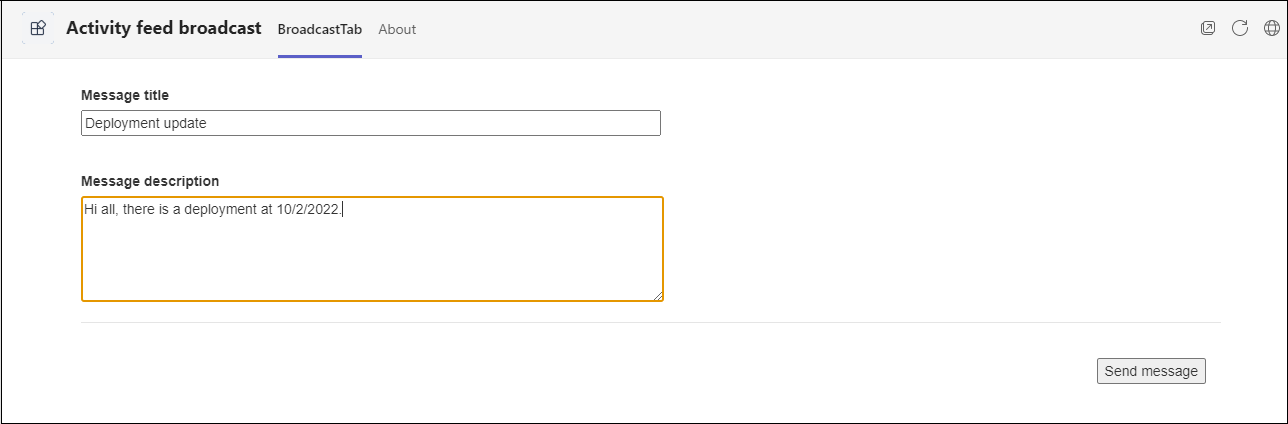 Activity feed broadcast BroadcastTab About
Message title
Deployment update
Message description
Hi all, there is a deployment at 10/2/2022.
Send message